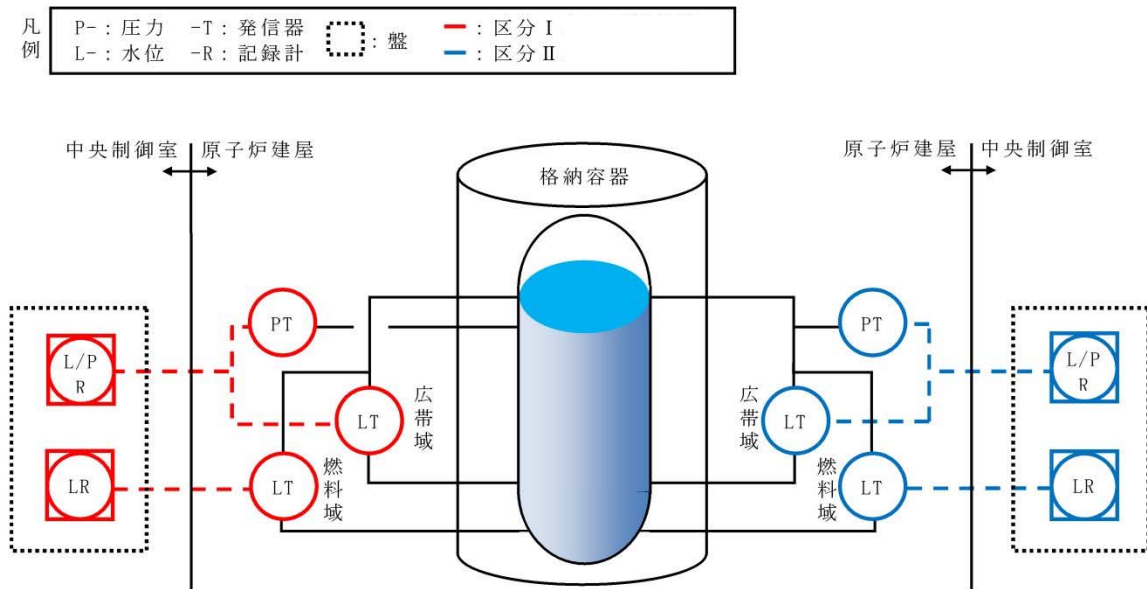 凡例
P-：圧力 -T：発信器 ：盤 ：区分Ⅰ
L-：水位 -R：記録計 ：区分Ⅱ
中央制御室 原子炉建屋
格納容器
原子炉建屋 中央制御室
PT
L/P
R
LT
広帯域
LR
LT
燃料域
PT
L/P
R
LT
広帯域
LT
燃料域
LR